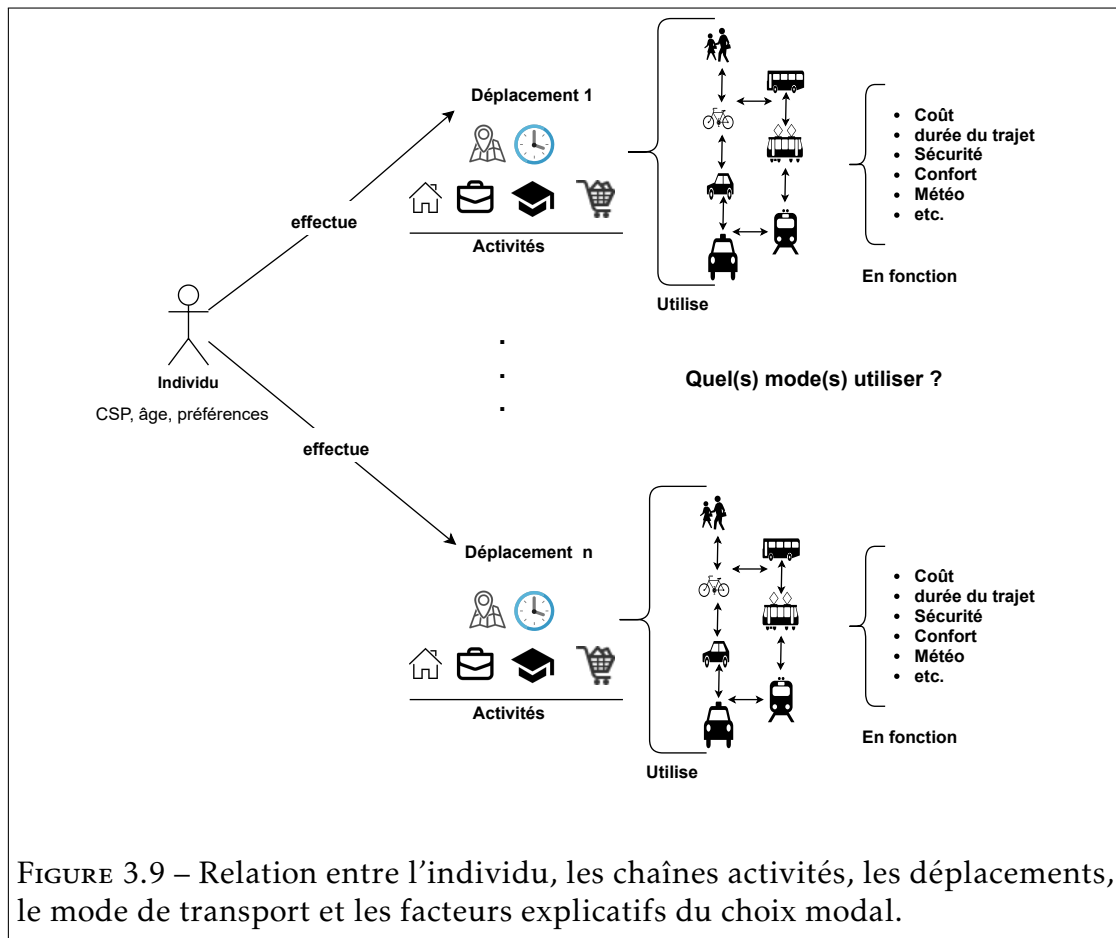 Déplacement 1
effectue
Activités
Utilise
• Coût
• durée du trajet
• Sécurité
• Confort
• Météo
• etc.
En fonction
Individu
CSP, âge, préférences
Quel(s) mode(s) utiliser ?
effectue
Déplacement n
Activités
Utilise
• Coût
• durée du trajet
• Sécurité
• Confort
• Météo
• etc.
En fonction
FIGURE 3.9 – Relation entre l'individu, les chaînes activités, les déplacements,
le mode de transport et les facteurs explicatifs du choix modal.